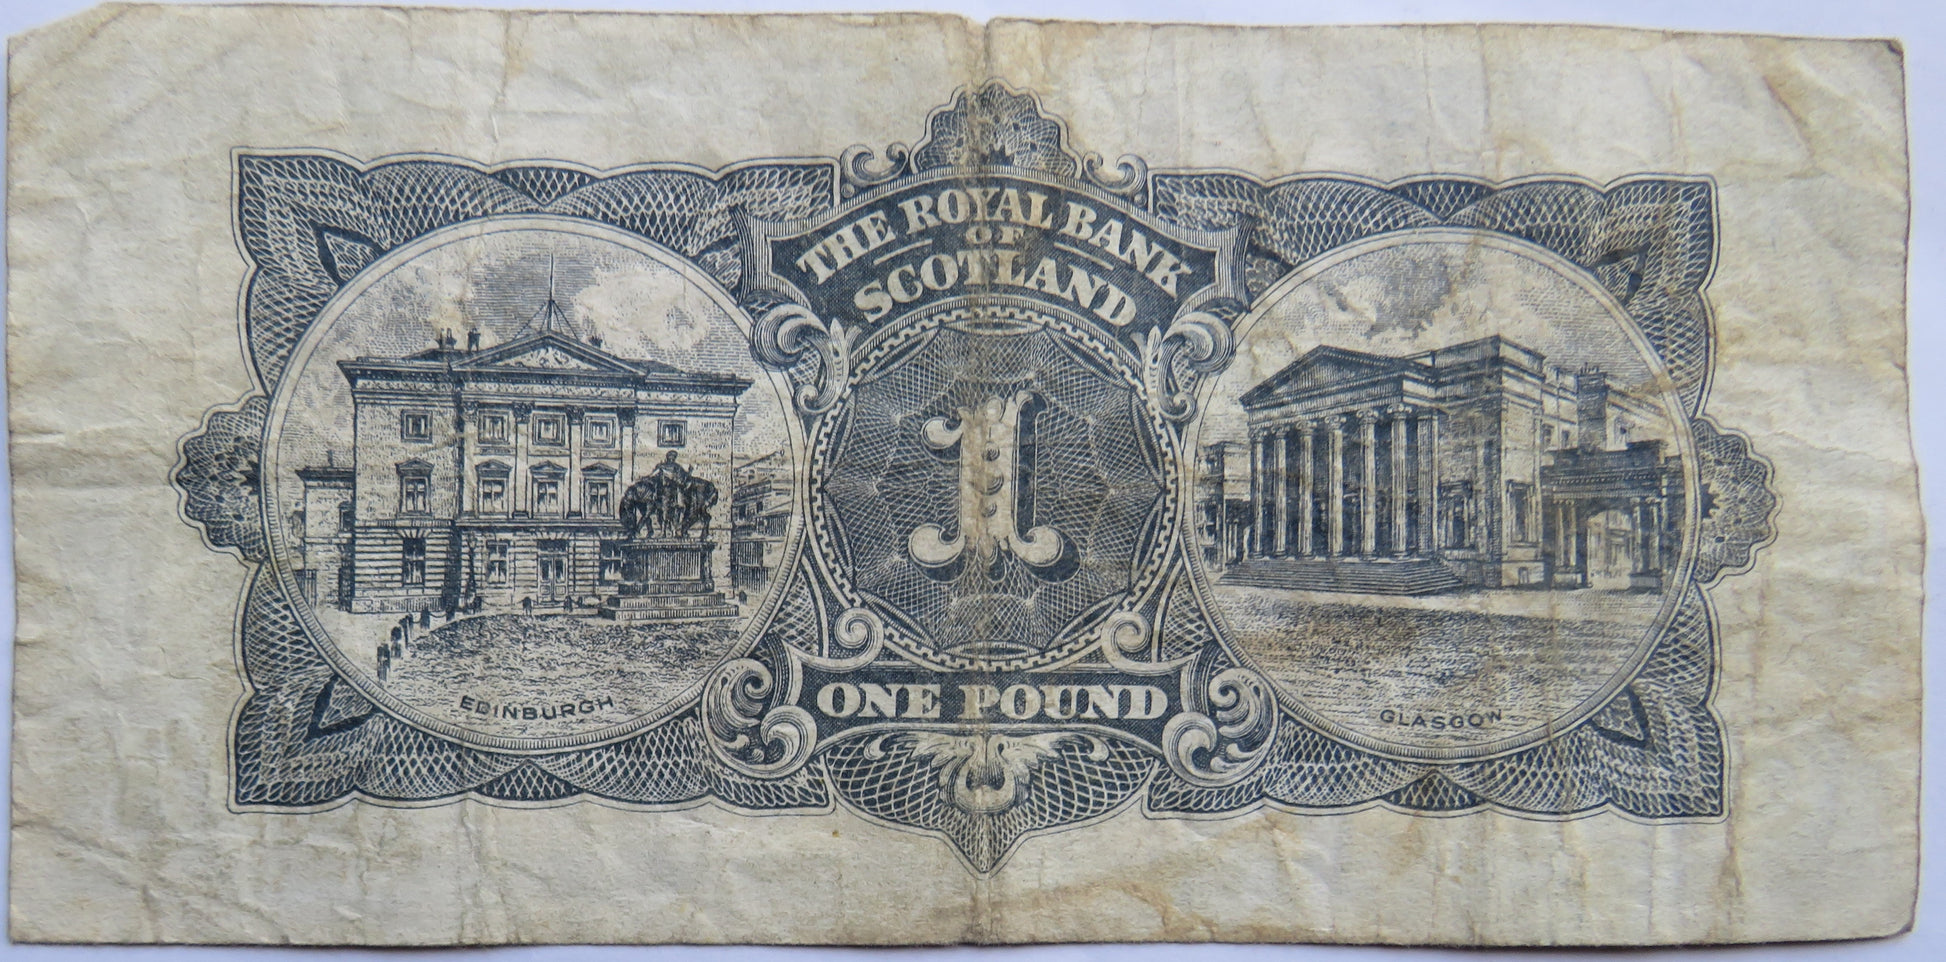 THE ROYAL BANK
OF
SCOTLAND
1
ONE POUND
EDINBURGH
GLASGOW